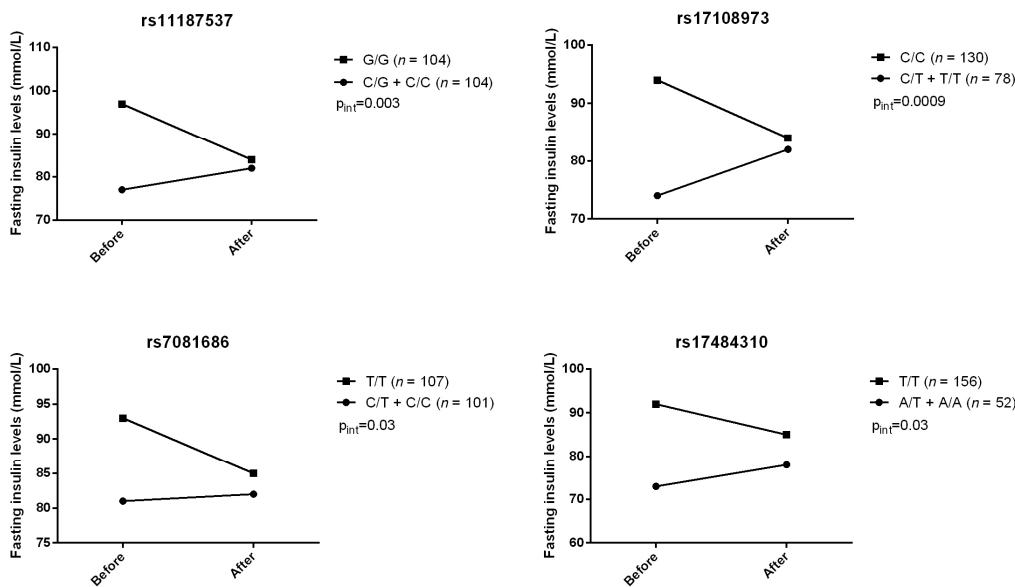 rs11187537
Fasting insulin levels (mmol/L)
110
100
90
80
70
Before
After
G/G (n = 104)
C/G + C/C (n = 104)
pint=0.003
rs17108973
Fasting insulin levels (mmol/L)
100
90
80
70
Before
After
C/C (n = 130)
C/T + T/T (n = 78)
pint=0.0009
rs7081686
Fasting insulin levels (mmol/L)
100
95
90
85
80
75
Before
After
T/T (n = 107)
C/T + C/C (n = 101)
pint=0.03
rs17484310
Fasting insulin levels (mmol/L)
100
90
80
70
60
Before
After
T/T (n = 156)
A/T + A/A (n = 52)
pint=0.03